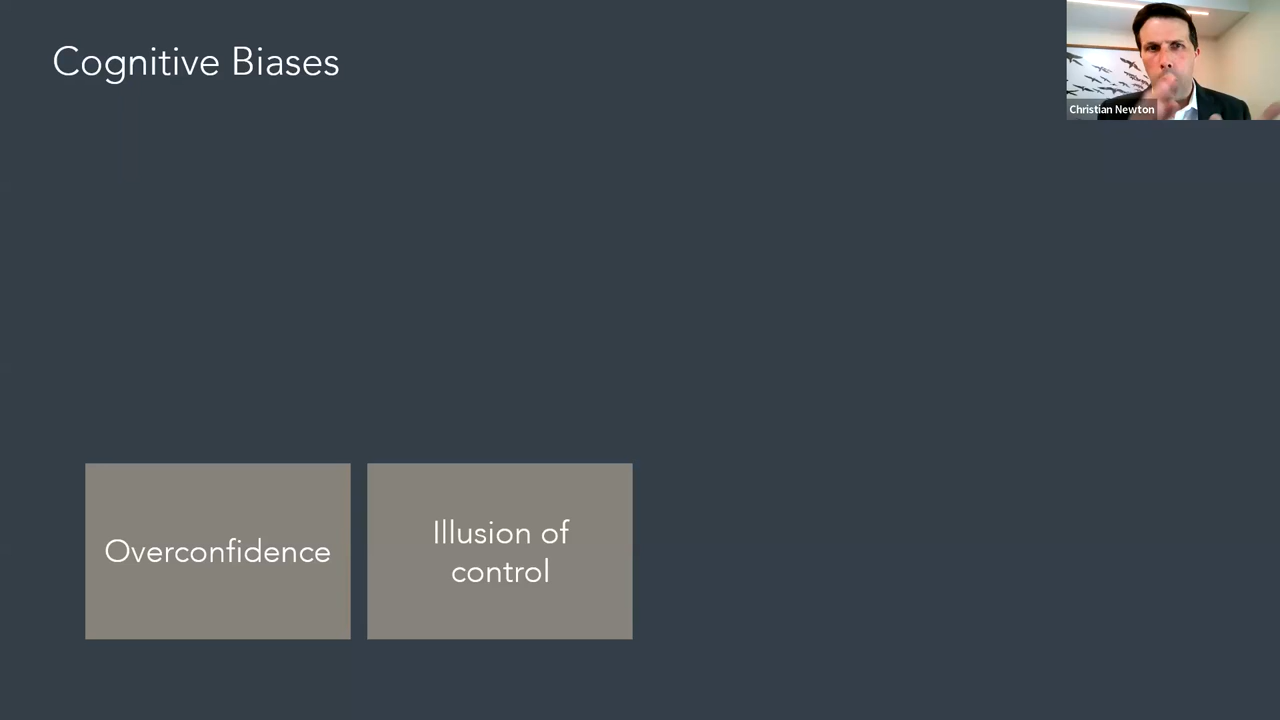 Cognitive Biases
Christian Newton
Overconfidence
Illusion of
control